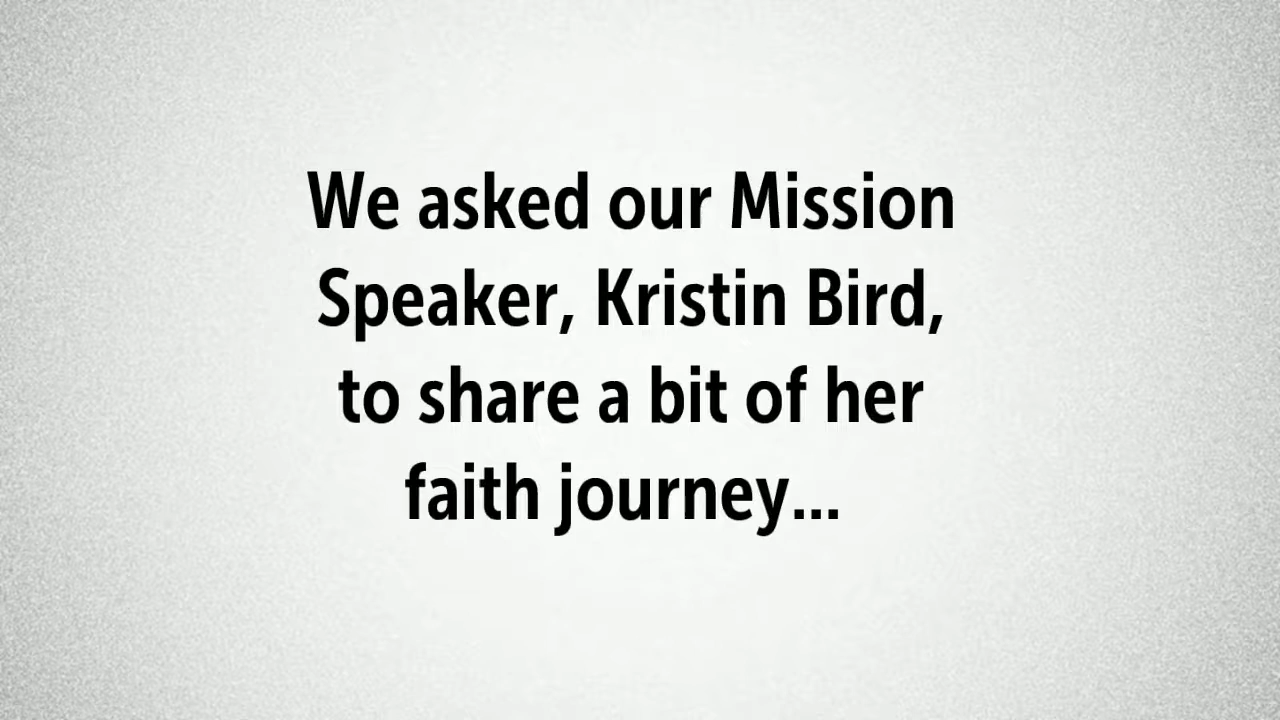 We asked our Mission
Speaker, Kristin Bird,
to share a bit of her
faith journey...